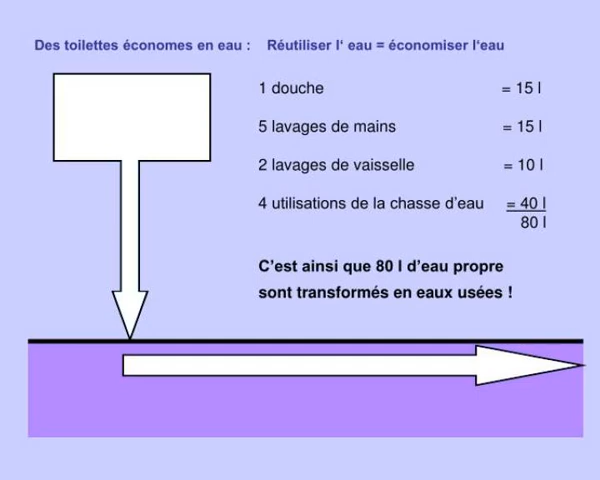 Des toilettes économes en eau : Réutiliser l‘ eau = économiser l‘eau
1 douche = 15 l
5 lavages de mains = 15 l
2 lavages de vaisselle = 10 l
4 utilisations de la chasse d’eau = 40 l
80 l
C’est ainsi que 80 l d’eau propre
sont transformés en eaux usées !